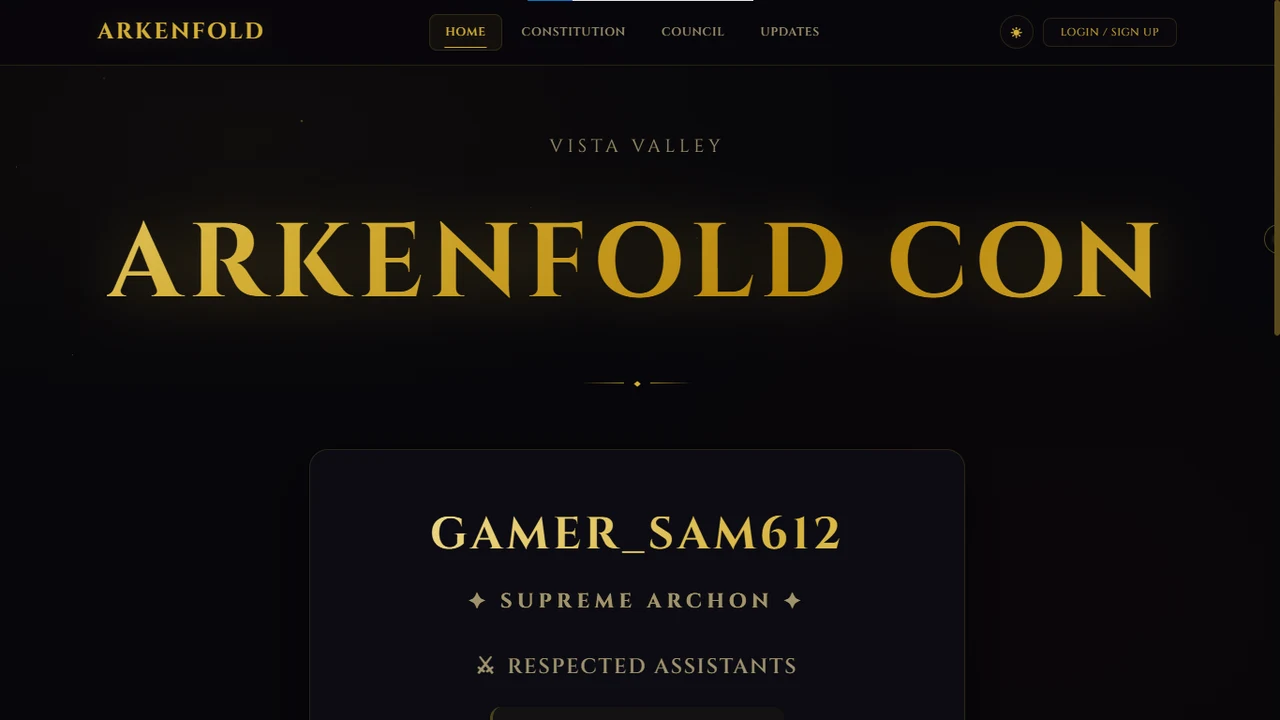 ARKENFOLD
HOME CONSTITUTION COUNCIL UPDATES
LOGIN / SIGN UP
VISTA VALLEY
ARKENFOLD CON
GAMER_SAM612
✦ SUPREME ARCHON ✦
⚔ RESPECTED ASSISTANTS